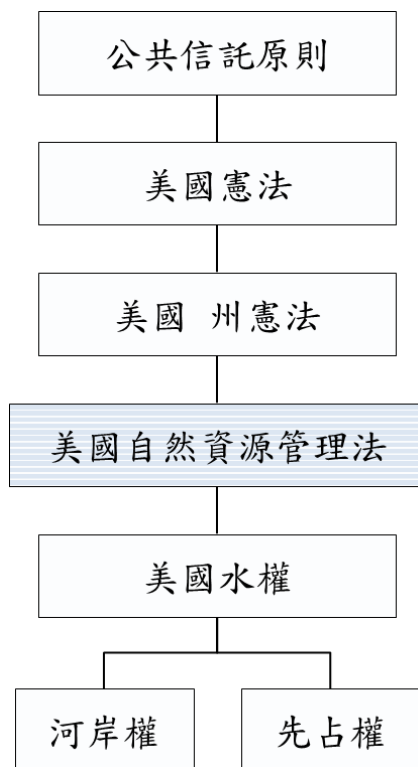 公共信託原則
美國憲法
美國 州憲法
美國自然資源管理法
美國水權
河岸權
先占權